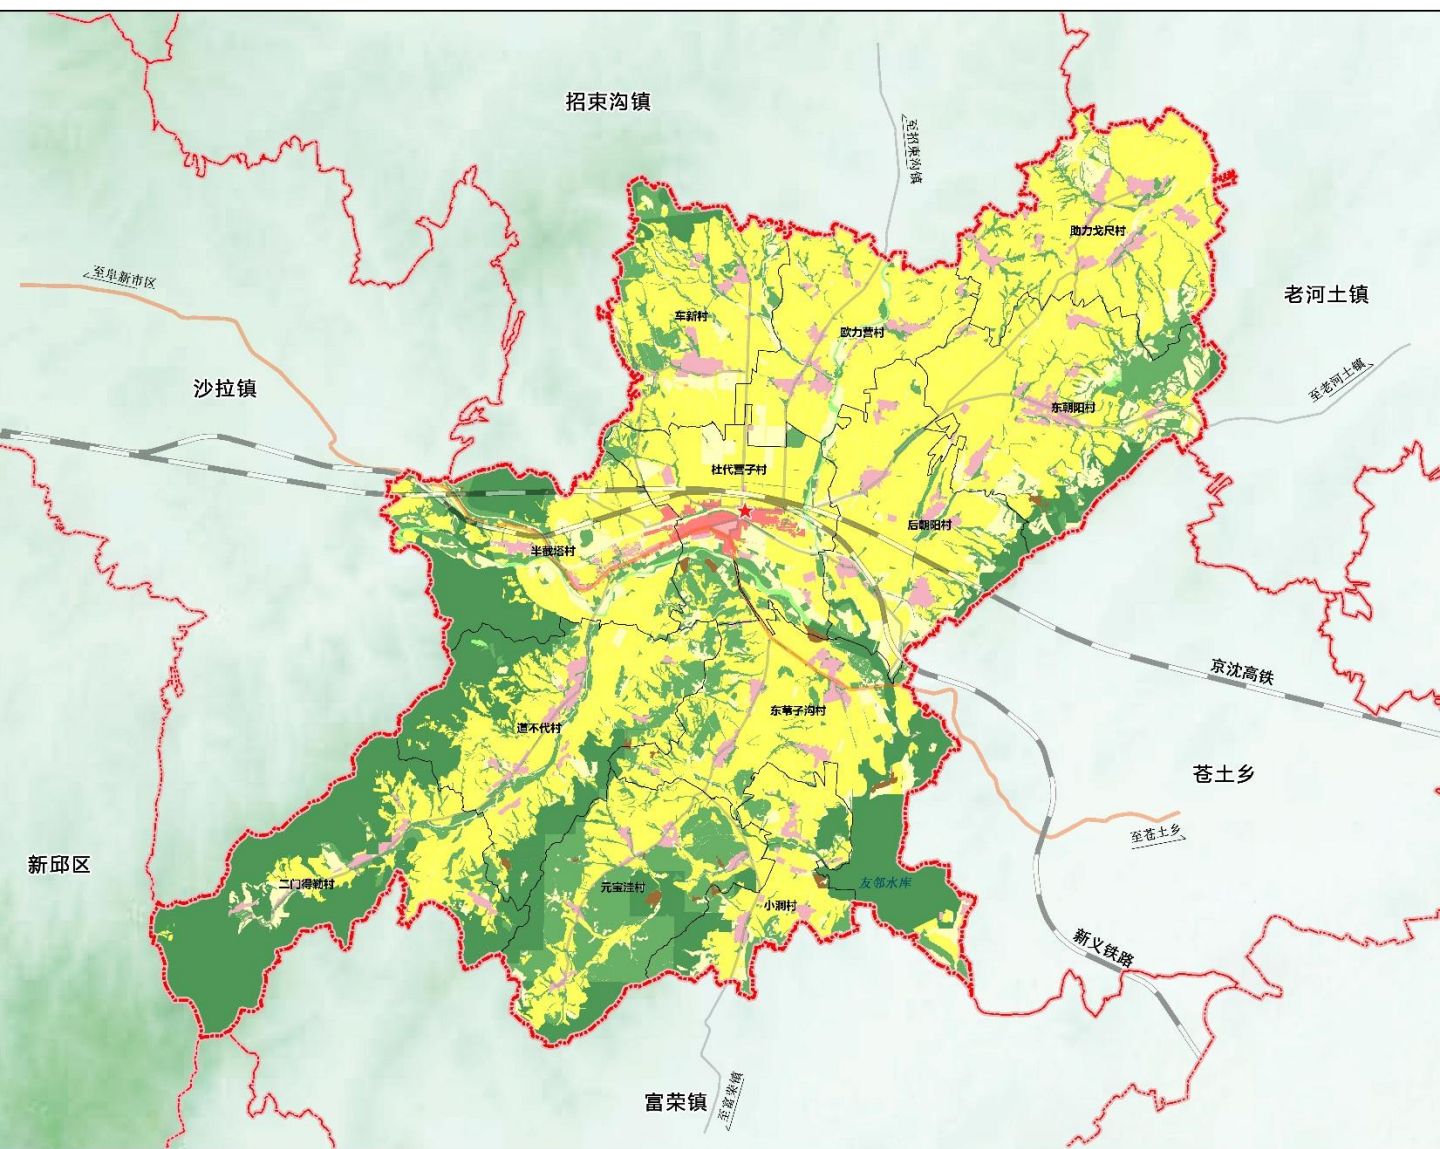 招束沟镇
至招束沟镇
助力戈尺村
至阜新市区
老河土镇
车新村
欧力营村
至老河土镇
沙拉镇
东朝阳村
社代营子村
后朝阳村
半截塔村
京沈高铁
东苇子沟村
道不代村
苍土乡
至苍土乡
新邱区
二门得勒村
元宝洼村
友邻水库
小洞村
新义铁路
至富荣镇
富荣镇